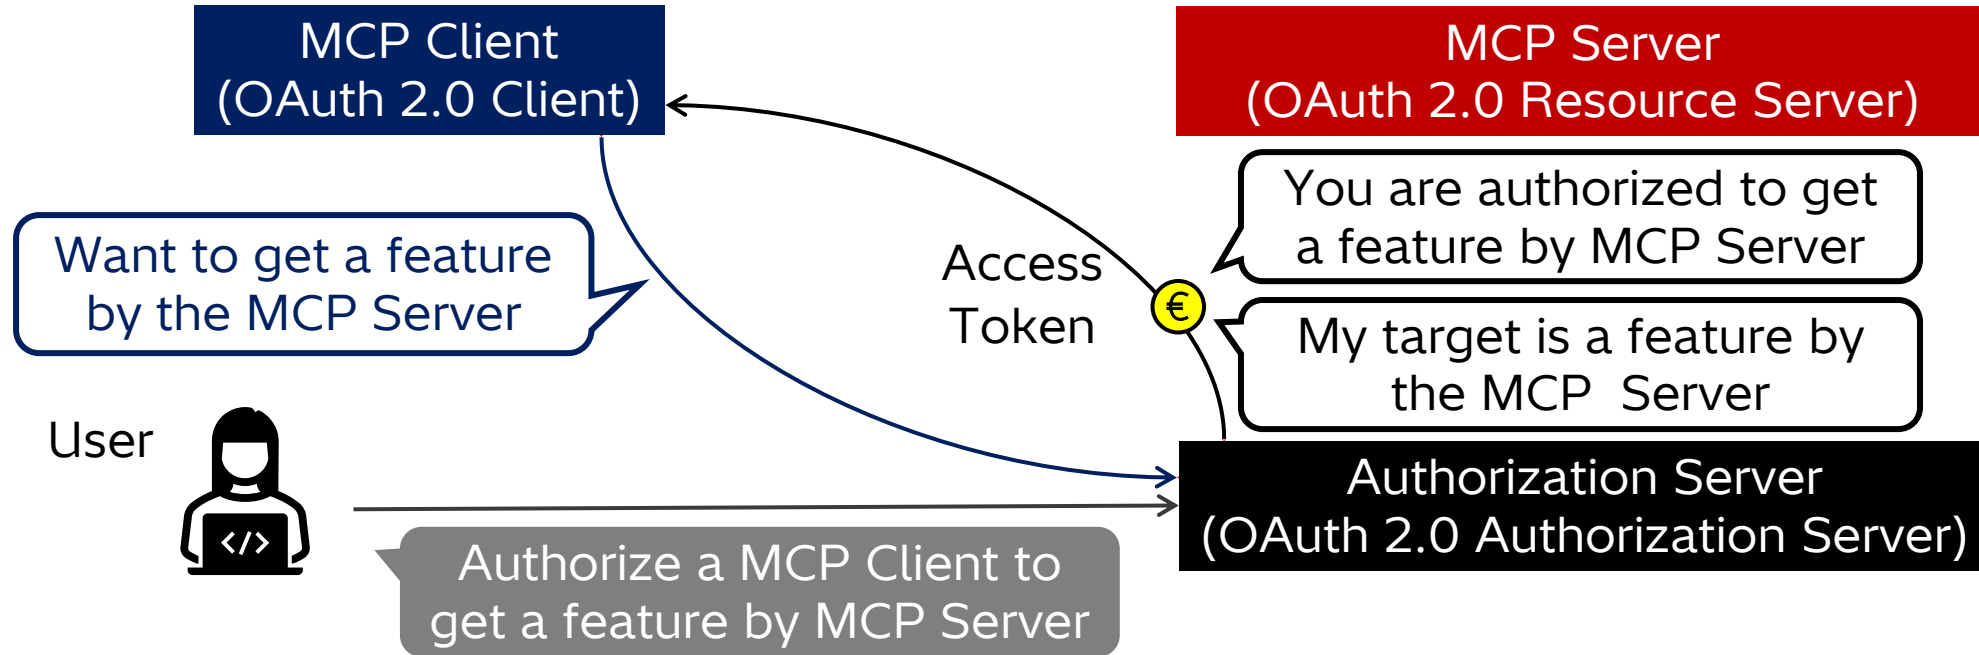 MCP Client
(OAuth 2.0 Client)
MCP Server
(OAuth 2.0 Resource Server)
You are authorized to get
a feature by MCP Server
Want to get a feature
by the MCP Server
Access
Token
€
My target is a feature by
the MCP  Server
User
</>
Authorization Server
(OAuth 2.0 Authorization Server)
Authorize a MCP Client to
get a feature by MCP Server